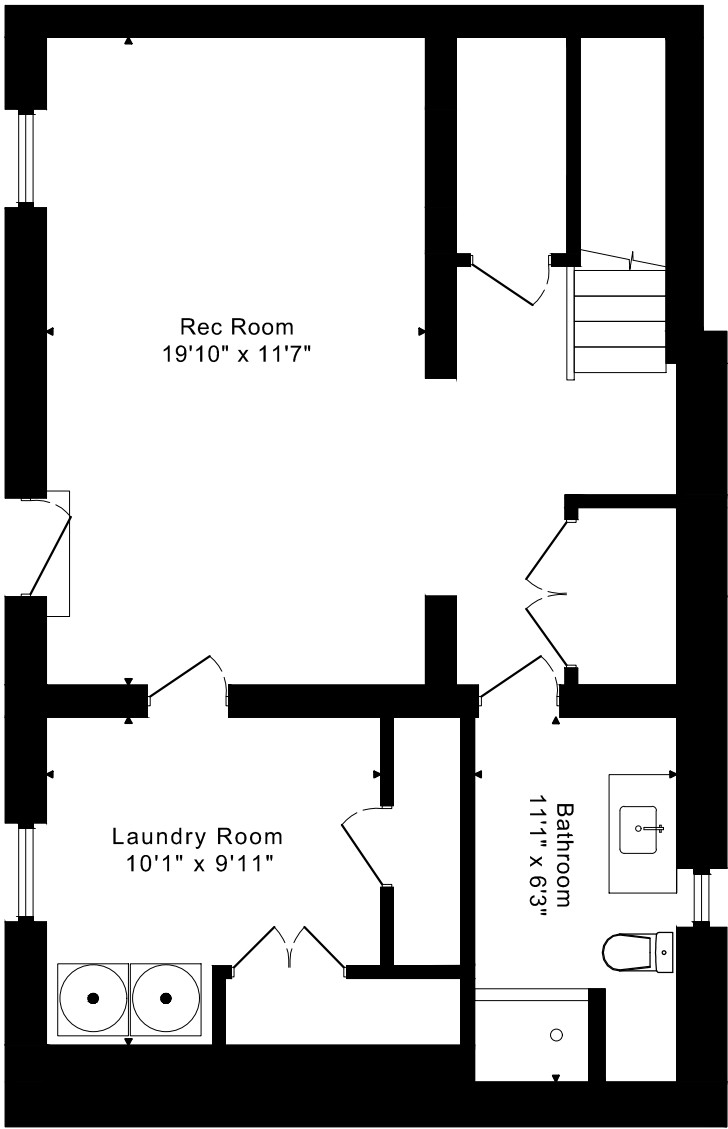 Rec Room
19'10" x 11'7"
Laundry Room
10'1" x 9'11"
Bathroom
11'1" x 6'3"